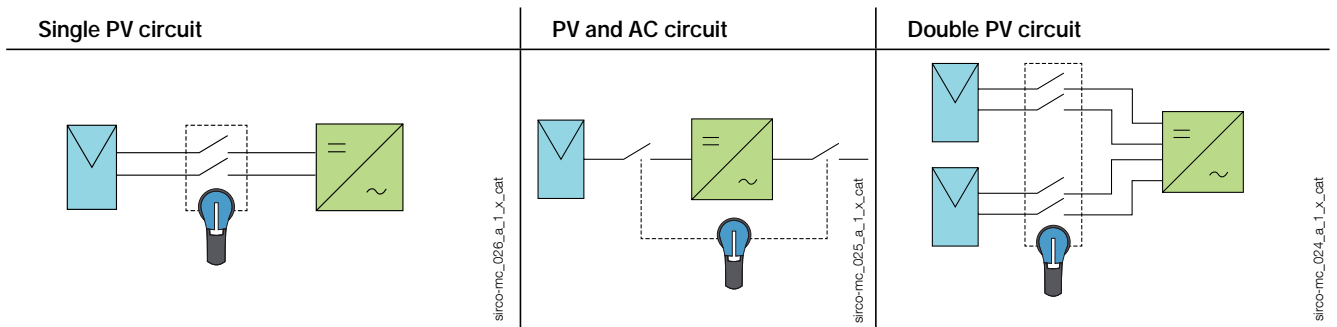 Single PV circuit
PV and AC circuit
Double PV circuit
sirco-mc_026_a_1_x_cat
sirco-mc_025_a_1_x_cat
sirco-mc_024_a_1_x_cat